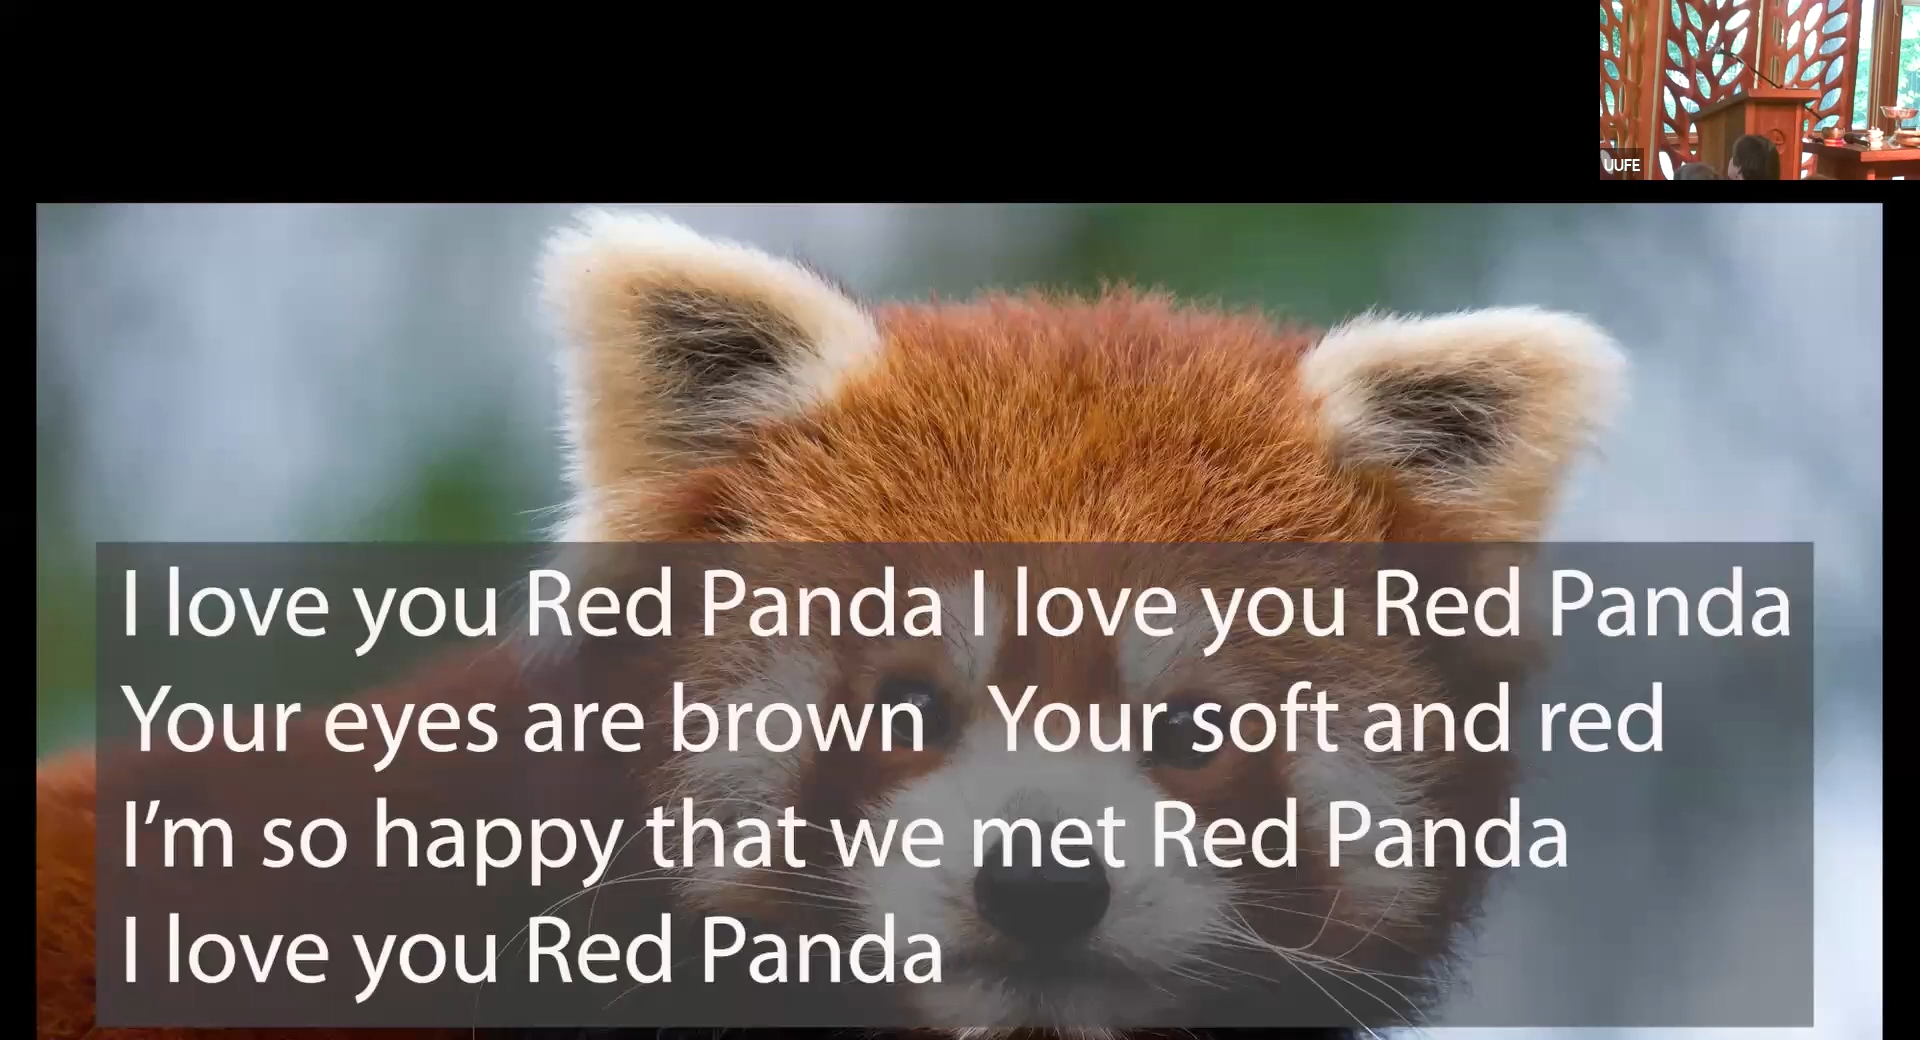 UUFE
I love you Red Panda I love you Red Panda
Your eyes are brown   Your soft and red
I’m so happy that we met Red Panda
I love you Red Panda